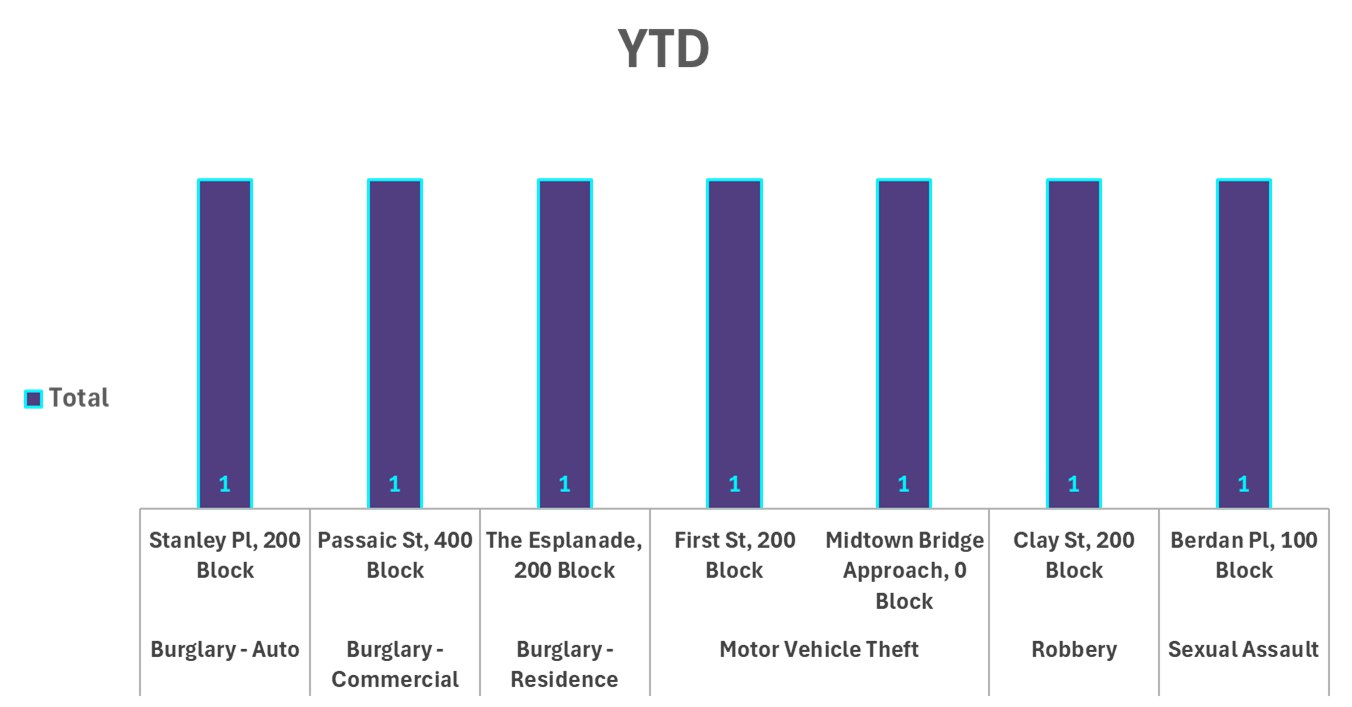 YTD
Total
1 1 1 1 1 1 1
Stanley Pl, 200
Block
Passaic St, 400
Block
The Esplanade,
200 Block
First St, 200
Block
Midtown Bridge
Approach, 0
Block
Clay St, 200
Block
Berdan Pl, 100
Block
Burglary - Auto
Burglary -
Commercial
Burglary -
Residence
Motor Vehicle Theft
Robbery
Sexual Assault